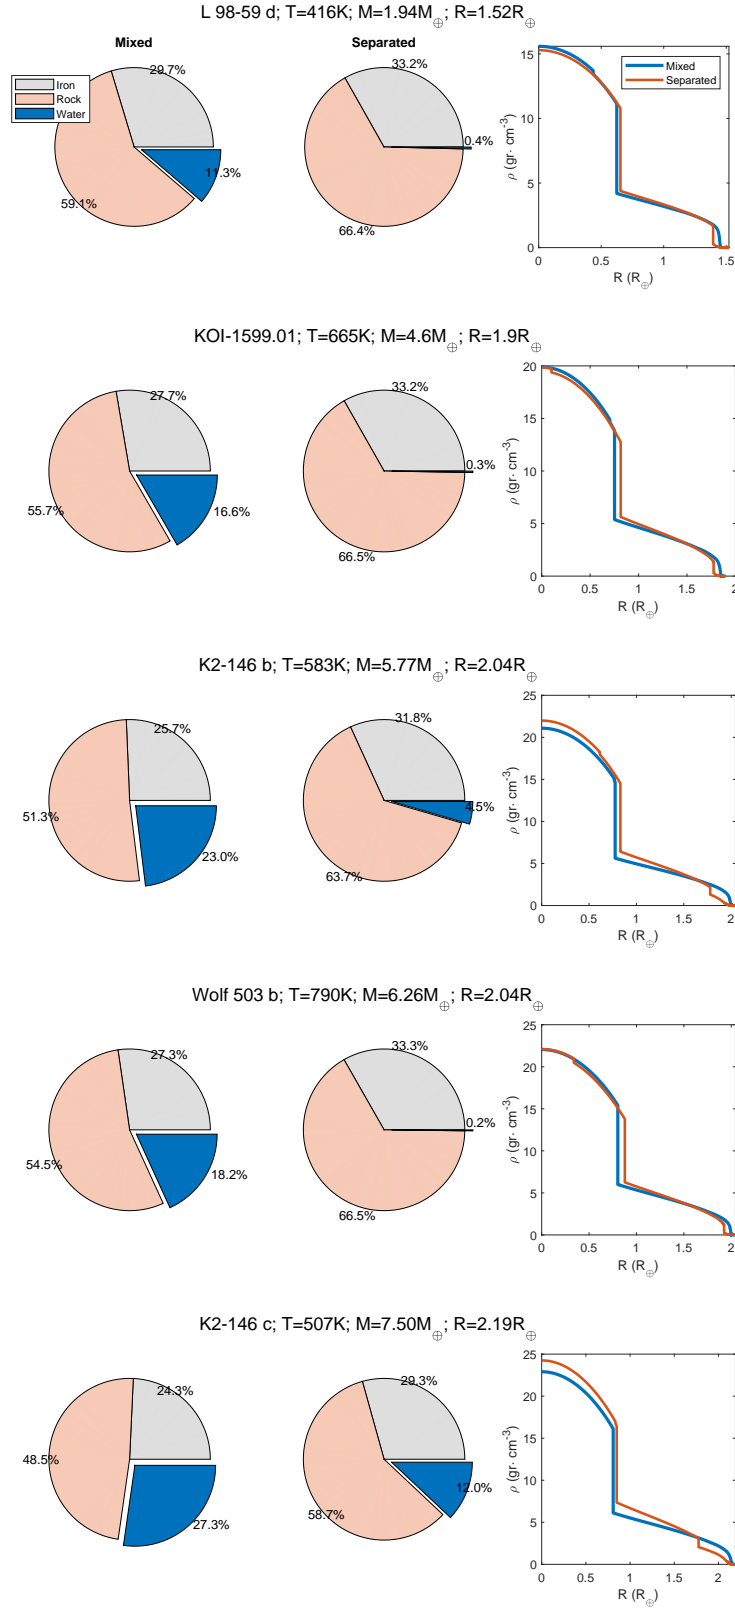 L 98-59 d; T=416K; M=1.94M⊕; R=1.52R⊕
Mixed
Separated
Iron
Rock
Water
29.7%
59.1%
11.3%
33.2%
66.4%
0.4%
Mixed
Separated
15
10
5
0
ρ (gr· cm-3)
0 0.5 1 1.5
R (R⊕)
KOI-1599.01; T=665K; M=4.6M⊕; R=1.9R⊕
27.7%
55.7%
16.6%
33.2%
66.5%
0.3%
20
15
10
5
0
ρ (gr· cm-3)
0 0.5 1 1.5 2
R (R⊕)
K2-146 b; T=583K; M=5.77M⊕; R=2.04R⊕
25.7%
51.3%
23.0%
31.8%
63.7%
4.5%
25
20
15
10
5
0
ρ (gr· cm-3)
0 0.5 1 1.5 2
R (R⊕)
Wolf 503 b; T=790K; M=6.26M⊕; R=2.04R⊕
27.3%
54.5%
18.2%
33.3%
66.5%
0.2%
25
20
15
10
5
0
ρ (gr· cm-3)
0 0.5 1 1.5 2
R (R⊕)
K2-146 c; T=507K; M=7.50M⊕; R=2.19R⊕
24.3%
48.5%
27.3%
29.3%
58.7%
12.0%
25
20
15
10
5
0
ρ (gr· cm-3)
0 0.5 1 1.5 2
R (R⊕)